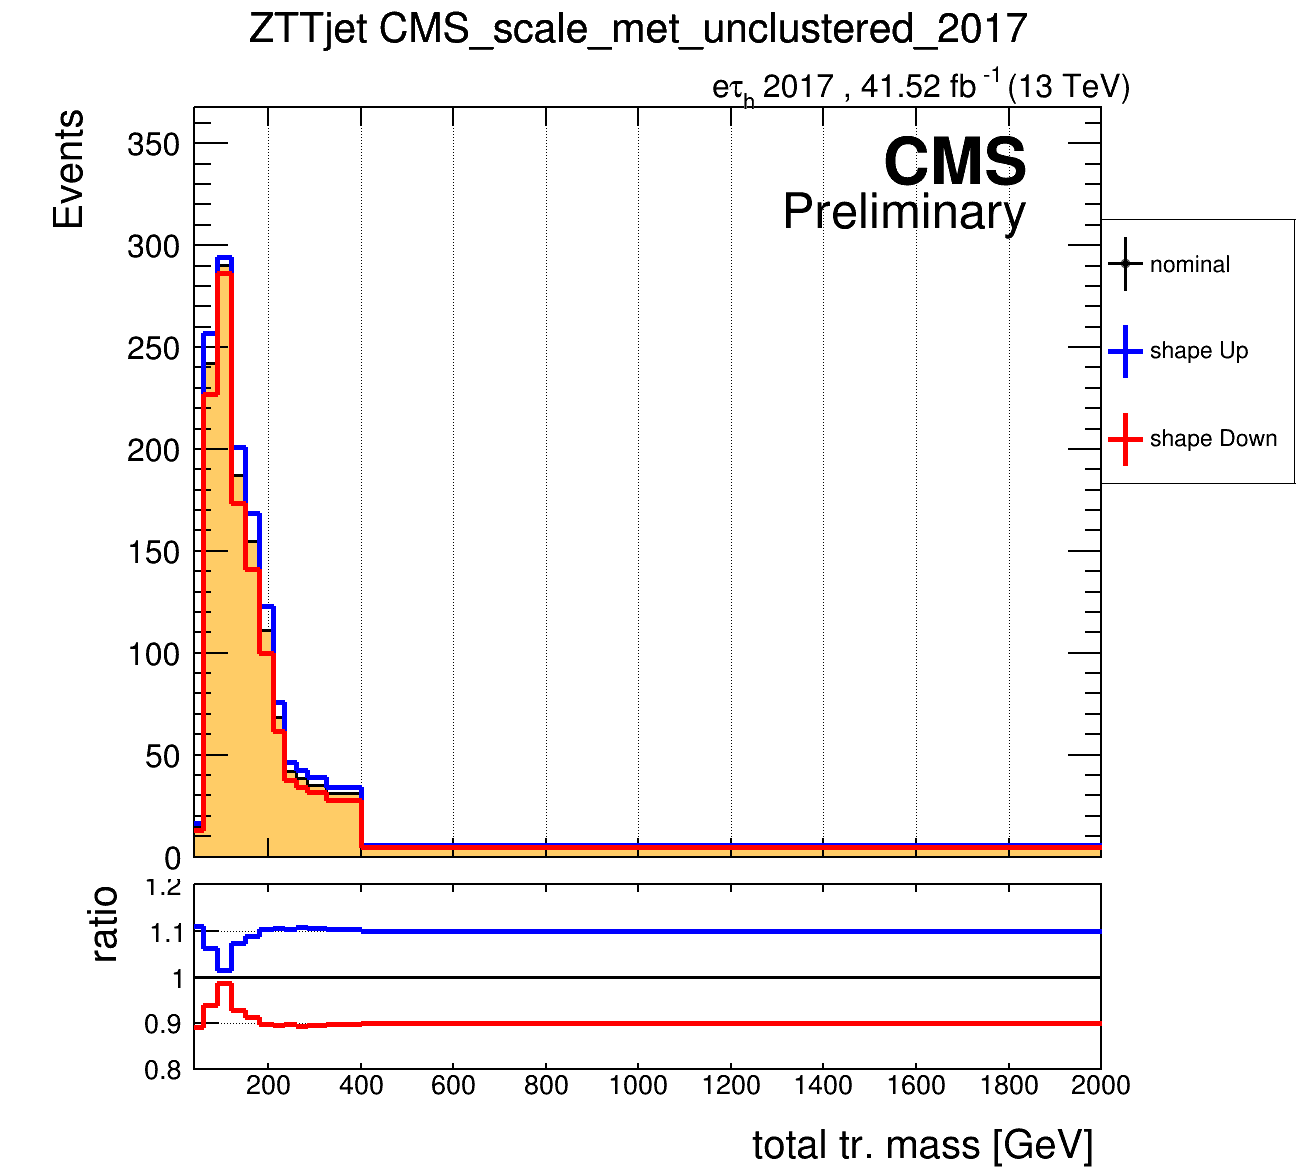 ZTTjet CMS_scale_met_unclustered_2017
eτh 2017 , 41.52 fb -1 (13 TeV)
Events
350
300
250
200
150
100
50
0
CMS
Preliminary
nominal
shape Up
shape Down
ratio
1.2
1.1
1
0.9
0.8
200 400 600 800 1000 1200 1400 1600 1800 2000
total tr. mass [GeV]